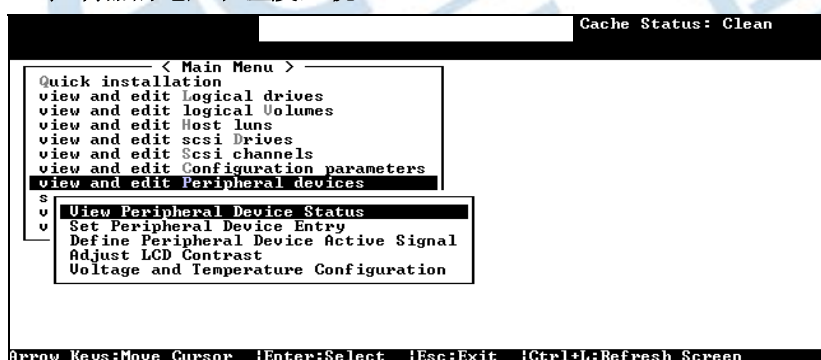 Cache Status: Clean
< Main Menu >
Quick installation
view and edit Logical drives
view and edit logical Volumes
view and edit Host luns
view and edit scsi Drives
view and edit Scsi channels
view and edit Configuration parameters
view and edit Peripheral devices
s
v
v
View Peripheral Device Status
Set Peripheral Device Entry
Define Peripheral Device Active Signal
Adjust LCD Contrast
Voltage and Temperature Configuration
Arrow Keys:Move Cursor |Enter:Select |Esc:Exit |Ctrl+L:Refresh Screen